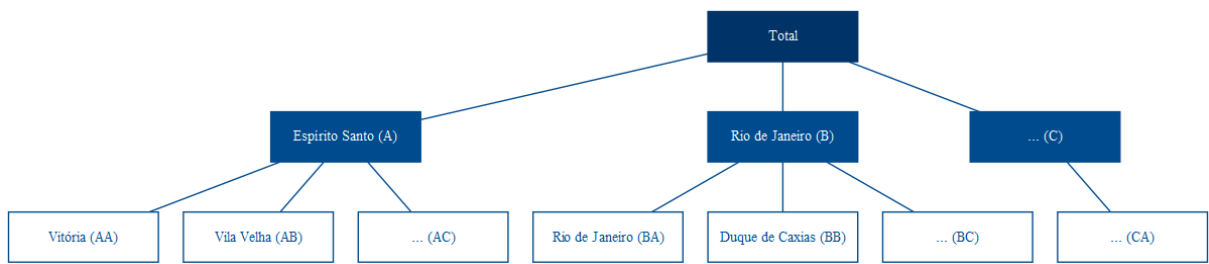 Total
Espírito Santo (A)
Rio de Janeiro (B)
... (C)
Vitória (AA)
Vila Velha (AB)
... (AC)
Rio de Janeiro (BA)
Duque de Caxias (BB)
... (BC)
... (CA)